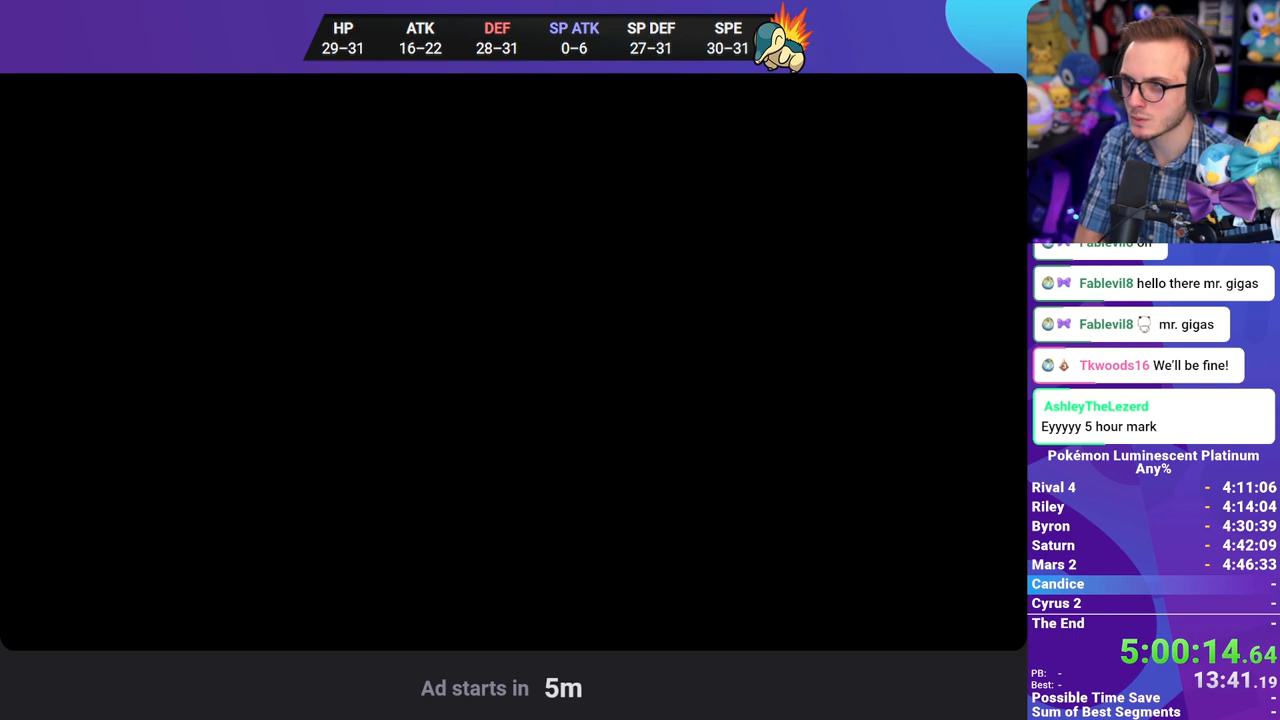 HP ATK DEF SP ATK SP DEF SPE
29–31 16–22 28–31 0–6 27–31 30–31
Fablevil8 oh
Fablevil8 hello there mr. gigas
Fablevil8 mr. gigas
Tkwoods16 We'll be fine!
AshleyTheLezerd
Eyyyyy 5 hour mark
Pokémon Luminescent Platinum
Any%
Rival 4 - 4:11:06
Riley - 4:14:04
Byron - 4:30:39
Saturn - 4:42:09
Mars 2 - 4:46:33
Candice -
Cyrus 2 -
The End -
5:00:14.64
PB: -
Best: -
13:41.19
Possible Time Save -
Sum of Best Segments -
Ad starts in 5m